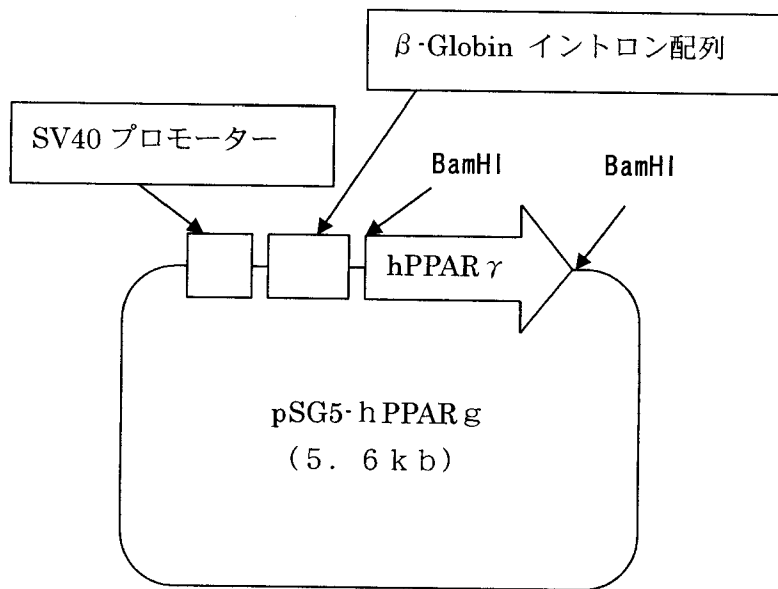 β-Globin イントロン配列
SV40 プロモーター
BamHI
BamHI
hPPARγ
pSG5-hPPARg
(5.6kb)